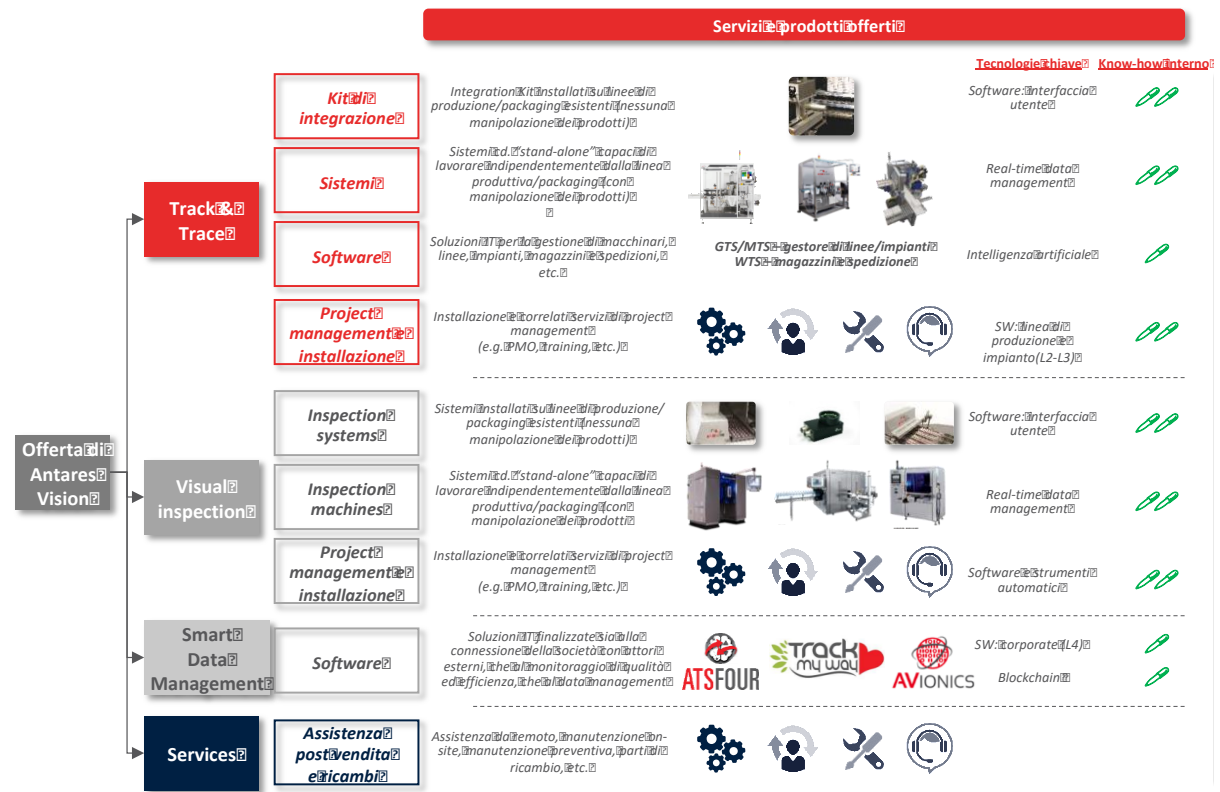 Servizi e prodotti offerti
Tecnologie chiave
Know-how interno
Offerta di
Antares
Vision
Track &
Trace
Kit di
integrazione
Integration Kit installati su linee di
produzione/packaging esistenti (nessuna
manipolazione dei prodotti)
Software: Interfaccia
utente
Sistemi
Sistemi cd. "stand-alone" capaci di
lavorare indipendentemente dalla linea
produttiva/packaging (con
manipolazione dei prodotti)
Real-time data
management
Software
Soluzioni IT per la gestione di macchinari,
linee, impianti, magazzini e spedizioni,
etc.
GTS/MTS – gestore di linee/impianti
WTS – magazzini e spedizione
Intelligenza artificiale
Project
management e
installazione
Installazione e correlati servizi di project
management
(e.g. PMO, training, etc.)
SW: linea di
produzione e
impianto(L2-L3)
Visual
inspection
Inspection
systems
Sistemi installati su linee di produzione/
packaging esistenti (nessuna
manipolazione dei prodotti)
Software: Interfaccia
utente
Inspection
machines
Sistemi cd. "stand-alone" capaci di
lavorare indipendentemente dalla linea
produttiva/packaging (con
manipolazione dei prodotti
Real-time data
management
Project
management e
installazione
Installazione e correlati servizi di project
management
(e.g. PMO, training, etc.)
Software e strumenti
automatici
Smart
Data
Management
Software
Soluzioni IT finalizzate sia alla
connessione della società con attori
esterni, che al monitoraggio di qualità
ed efficienza, che al data management
ATSFOUR
TRACK
my way
AVIONICS
SW: corporate (L4)
Blockchain
Services
Assistenza
post vendita
e ricambi
Assistenza da remoto, manutenzione on-
site, manutenzione preventiva, parti di
ricambio, etc.